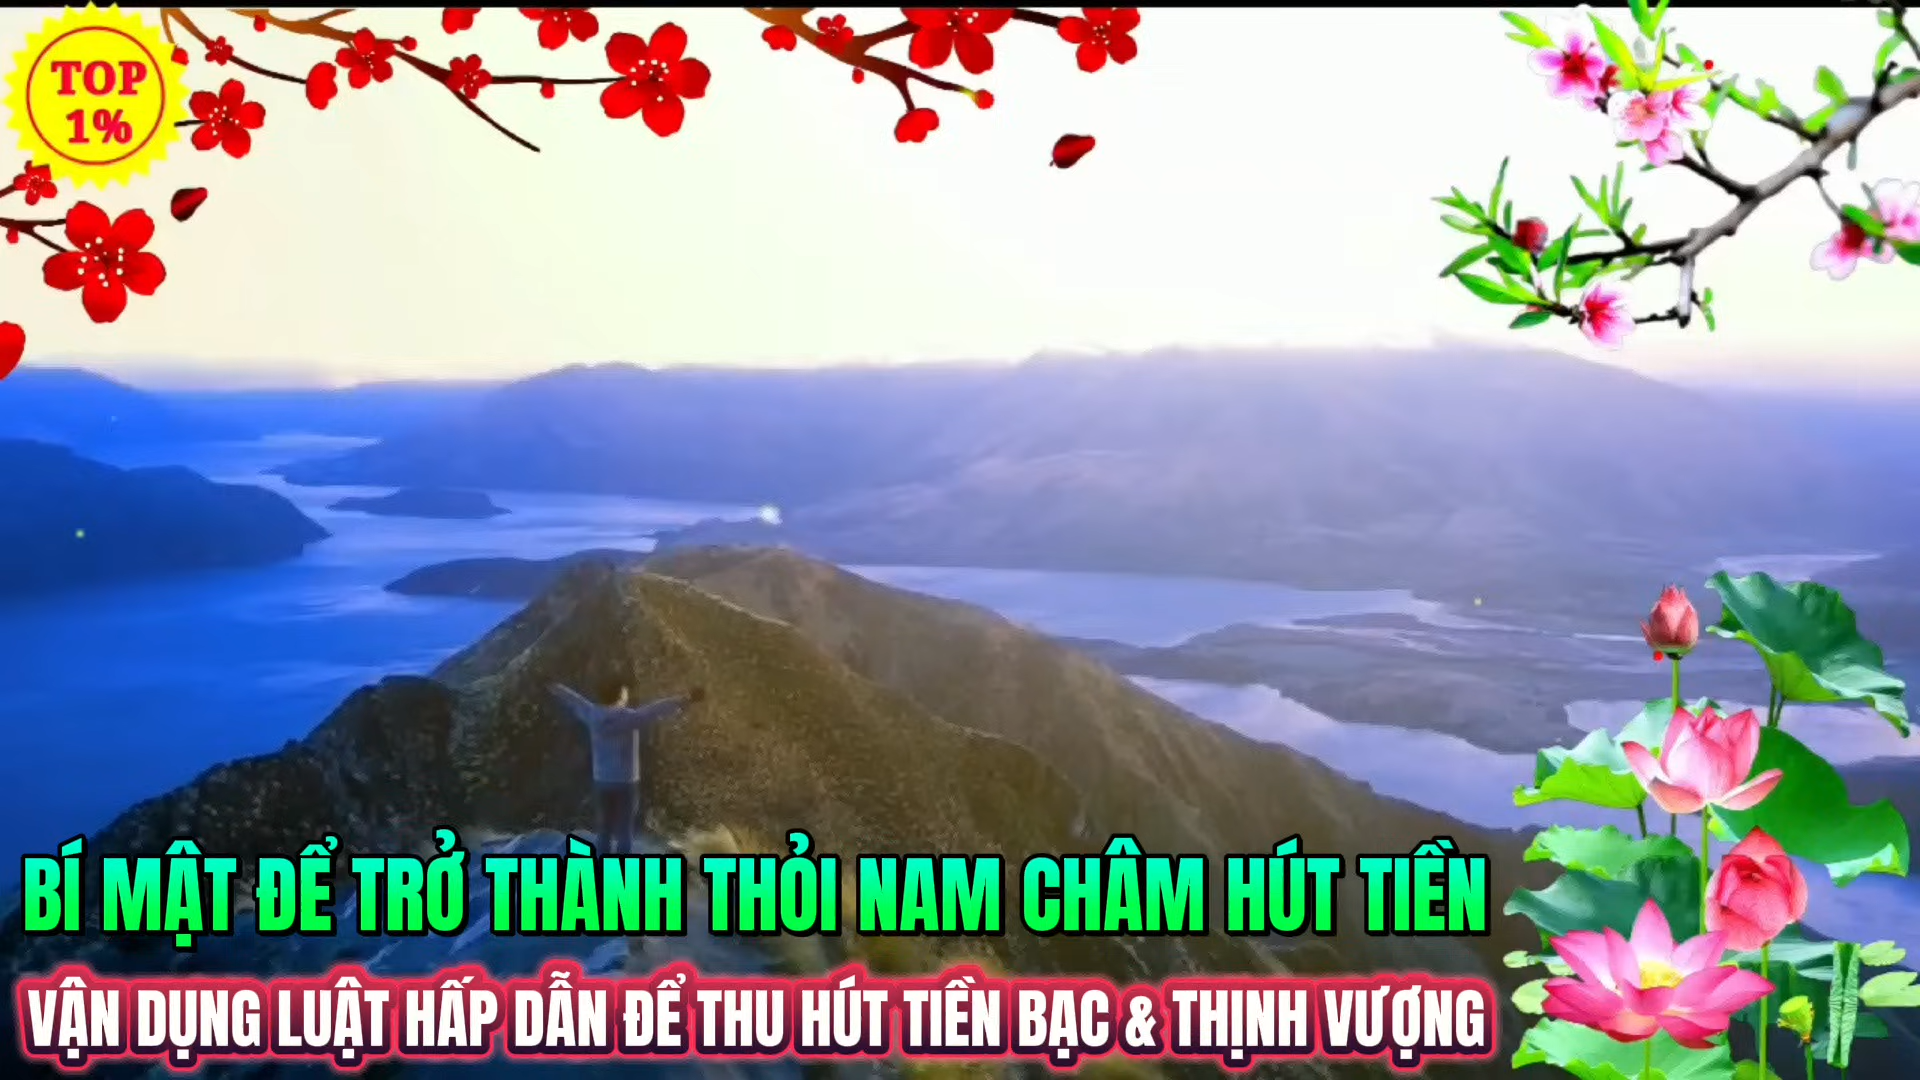 TOP
1%
BÍ MẬT ĐỂ TRỞ THÀNH THỎI NAM CHÂM HÚT TIỀN
VẬN DỤNG LUẬT HẤP DẪN ĐỂ THU HÚT TIỀN BẠC & THỊNH VƯỢNG